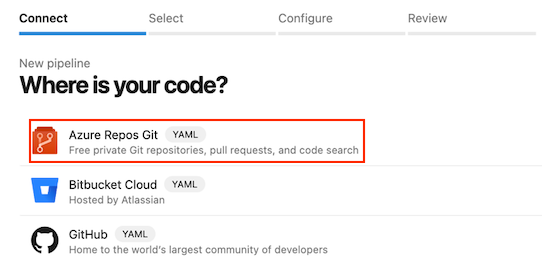 Connect Select Configure Review
New pipeline
Where is your code?
Azure Repos Git YAML
Free private Git repositories, pull requests, and code search
Bitbucket Cloud YAML
Hosted by Atlassian
GitHub YAML
Home to the world's largest community of developers